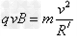 qvB = m v²/R'